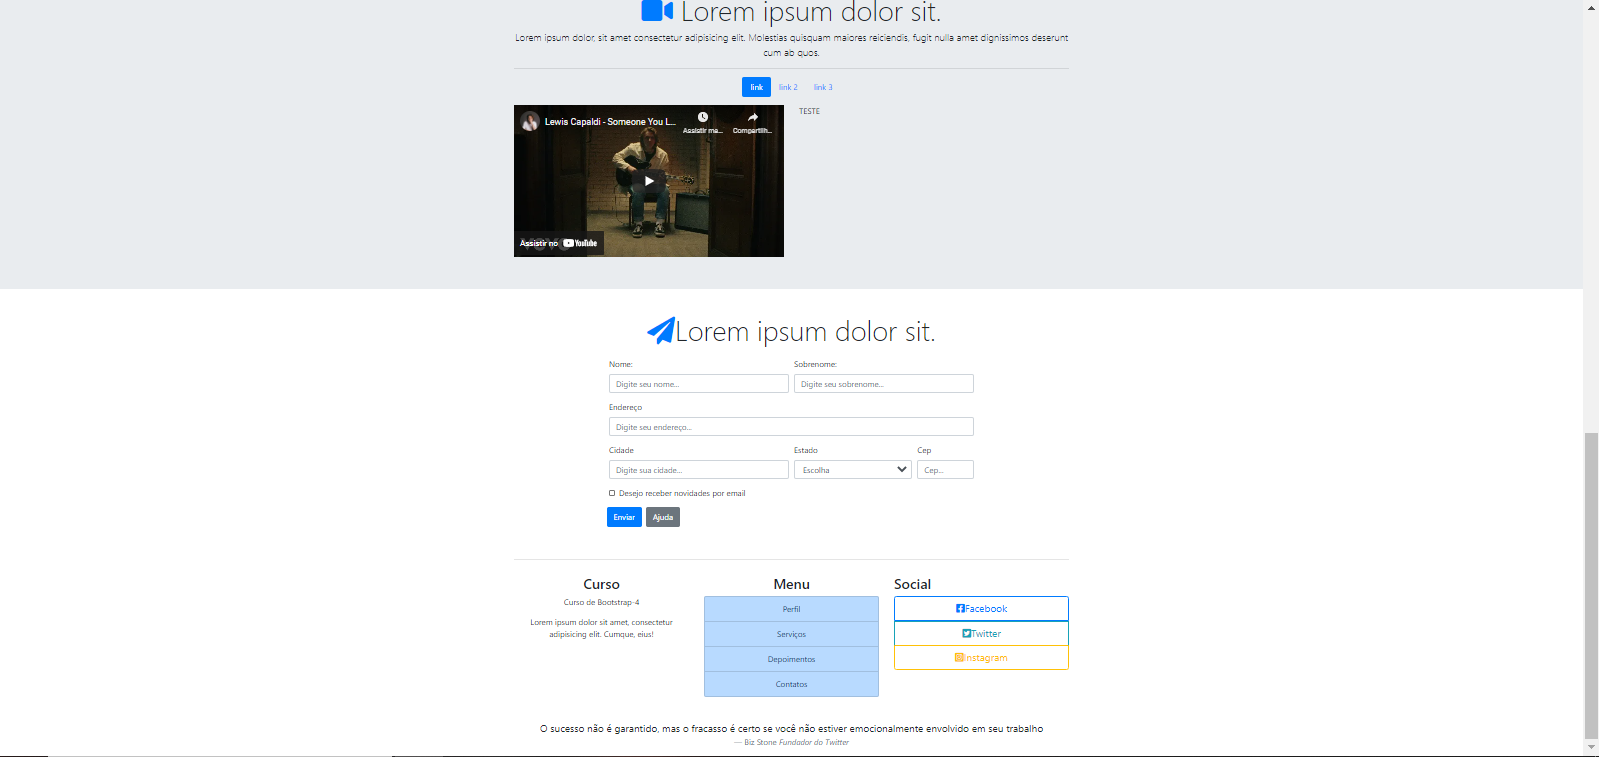 Lorem ipsum dolor sit.
Lorem ipsum dolor, sit amet consectetur adipisicing elit. Molestias quisquam maiores reiciendis, fugit nulla amet dignissimos deserunt
cum ab quos.
link link 2 link 3
Lewis Capaldi - Someone You L...
Assistir ma... Compartilh...
TESTE
Assistir no YouTube
Lorem ipsum dolor sit.
Nome: Sobrenome:
Digite seu nome... Digite seu sobrenome...
Endereço
Digite seu endereço...
Cidade Estado Cep
Digite sua cidade... Escolha Cep...
Desejo receber novidades por email
Enviar Ajuda
Curso
Curso de Bootstrap-4
Lorem ipsum dolor sit amet, consectetur
adipisicing elit. Cumque, eius!
Menu
Perfil
Serviços
Depoimentos
Contatos
Social
Facebook
Twitter
Instagram
O sucesso não é garantido, mas o fracasso é certo se você não estiver emocionalmente envolvido em seu trabalho
— Biz Stone Fundador do Twitter